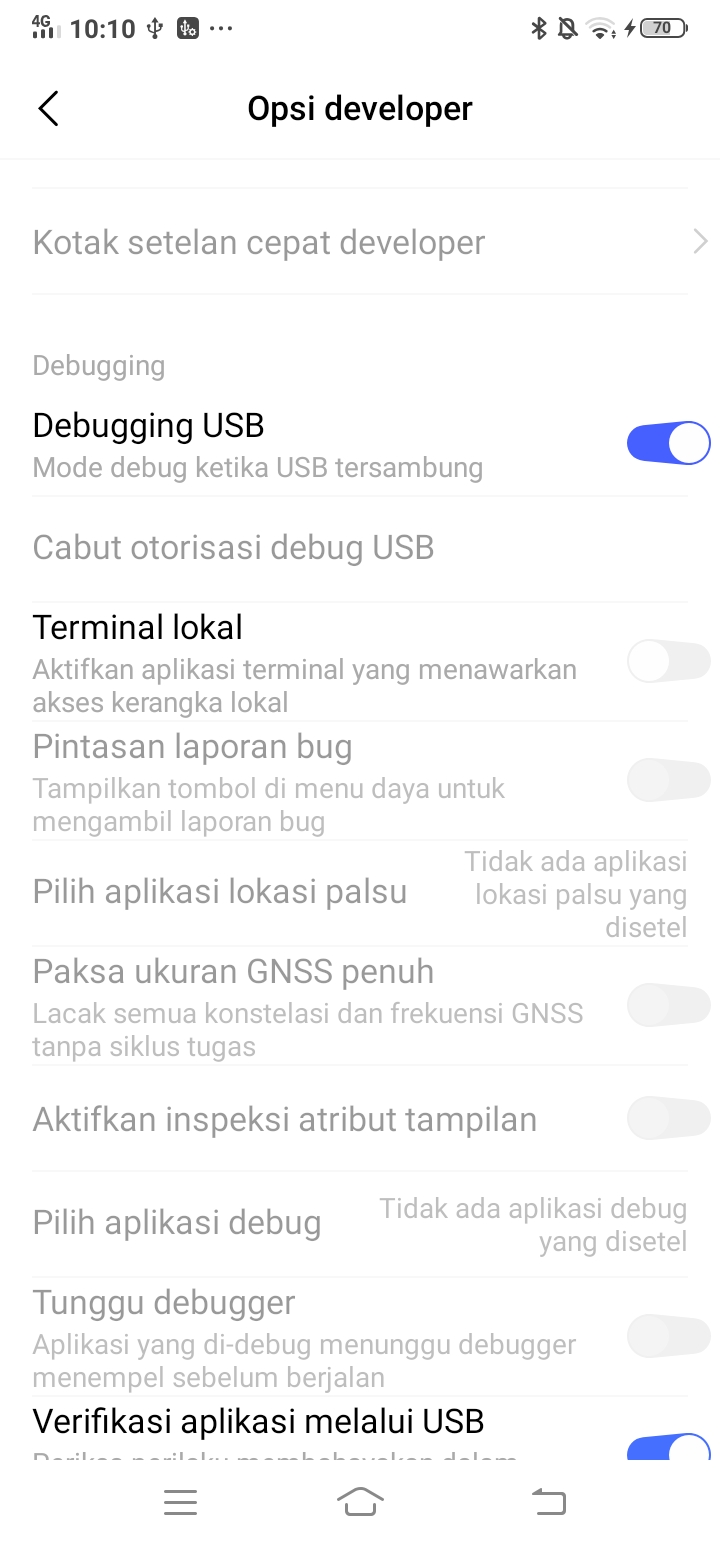 4G 10:10 70
Opsi developer
Kotak setelan cepat developer
Debugging
Debugging USB
Mode debug ketika USB tersambung
Cabut otorisasi debug USB
Terminal lokal
Aktifkan aplikasi terminal yang menawarkan
akses kerangka lokal
Pintasan laporan bug
Tampilkan tombol di menu daya untuk
mengambil laporan bug
Pilih aplikasi lokasi palsu
Tidak ada aplikasi
lokasi palsu yang
disetel
Paksa ukuran GNSS penuh
Lacak semua konstelasi dan frekuensi GNSS
tanpa siklus tugas
Aktifkan inspeksi atribut tampilan
Pilih aplikasi debug
Tidak ada aplikasi debug
yang disetel
Tunggu debugger
Aplikasi yang di-debug menunggu debugger
menempel sebelum berjalan
Verifikasi aplikasi melalui USB